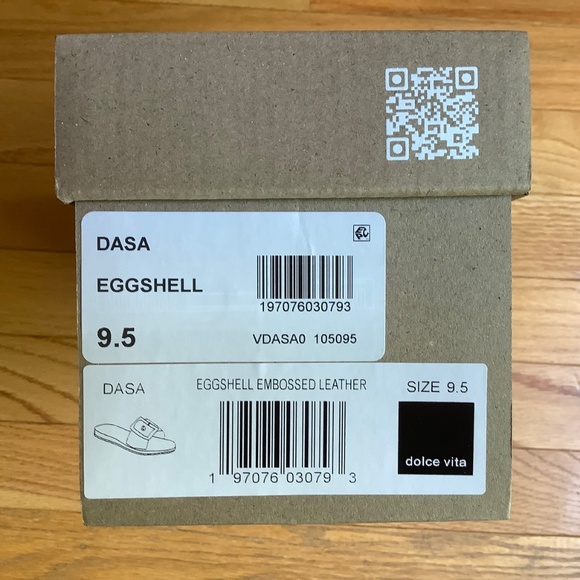 DASA
EGGSHELL
197076030793
9.5
VDASA0 105095
DASA
EGGSHELL EMBOSSED LEATHER
SIZE 9.5
1 97076 03079 3
dolce vita